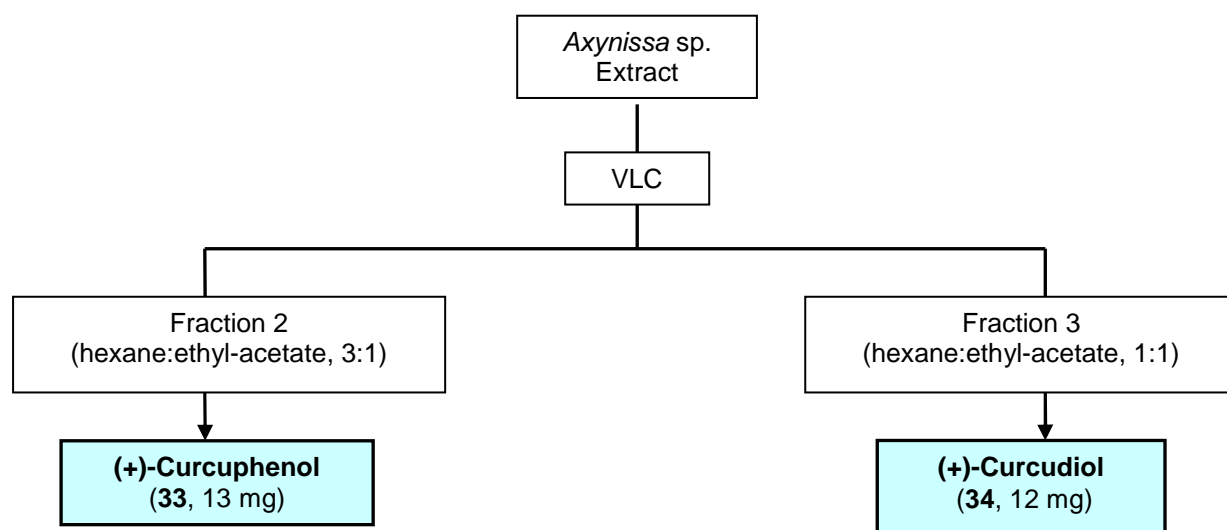 Axynissa sp.
Extract
VLC
Fraction 2
(hexane:ethyl-acetate, 3:1)
Fraction 3
(hexane:ethyl-acetate, 1:1)
(+)-Curcuphenol
(33, 13 mg)
(+)-Curcudiol
(34, 12 mg)